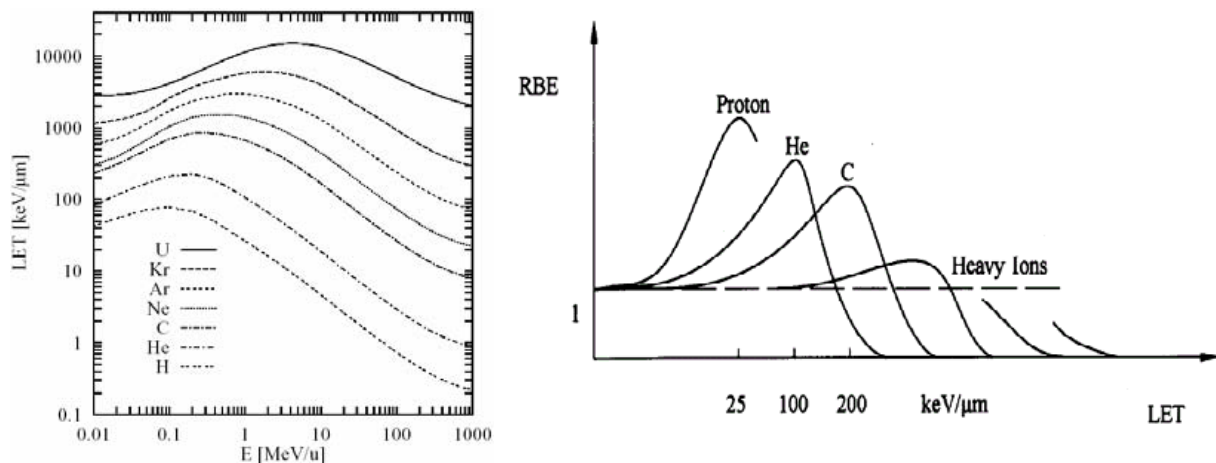 10000
1000
100
10
1
0.1
LET [keV/μm]
U
Kr
Ar
Ne
C
He
H
0.01 0.1 1 10 100 1000
E [MeV/u]
RBE
Proton
He
C
Heavy Ions
1
25 100 200 keV/μm
LET